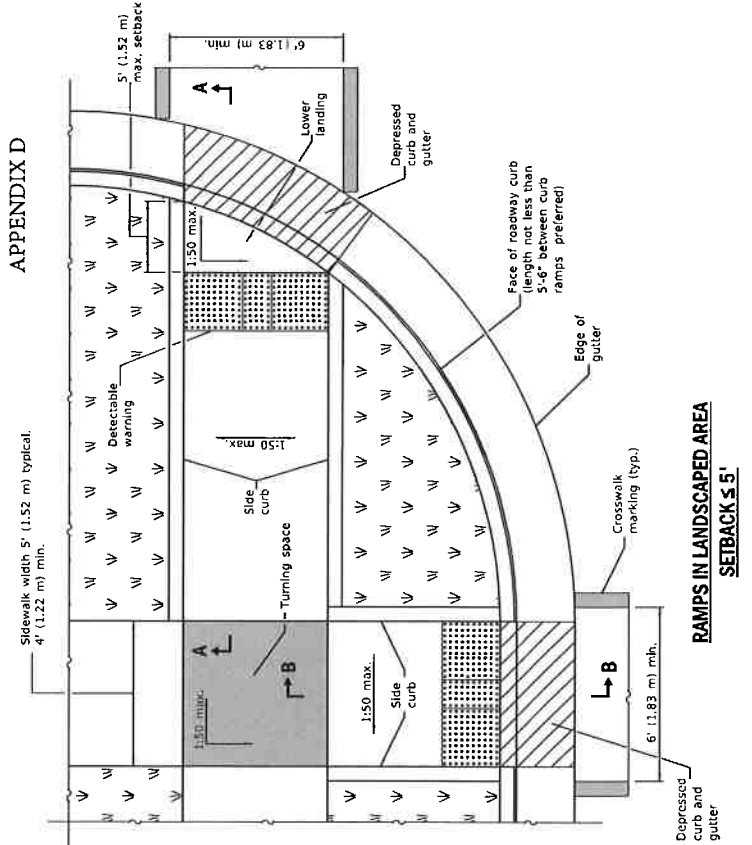 APPENDIX D
Sidewalk width 5' (1.52 m) typical.
4' (1.22 m) min.
5' (1.52 m)
max. setback
6' (1.83 m) min.
A
Lower
landing
Depressed
curb and
gutter
1:50 max.
Detectable
warning
1:50 max.
Side
curb
Turning space
Face of roadway curb
(length not less than
5'-6" between curb
ramps preferred)
Edge of
gutter
1:50 max.
A
B
1:50 max.
Side
curb
Crosswalk
marking (typ.)
B
6' (1.83 m) min.
Depressed
curb and
gutter
RAMPS IN LANDSCAPED AREA
SETBACK ≤ 5'